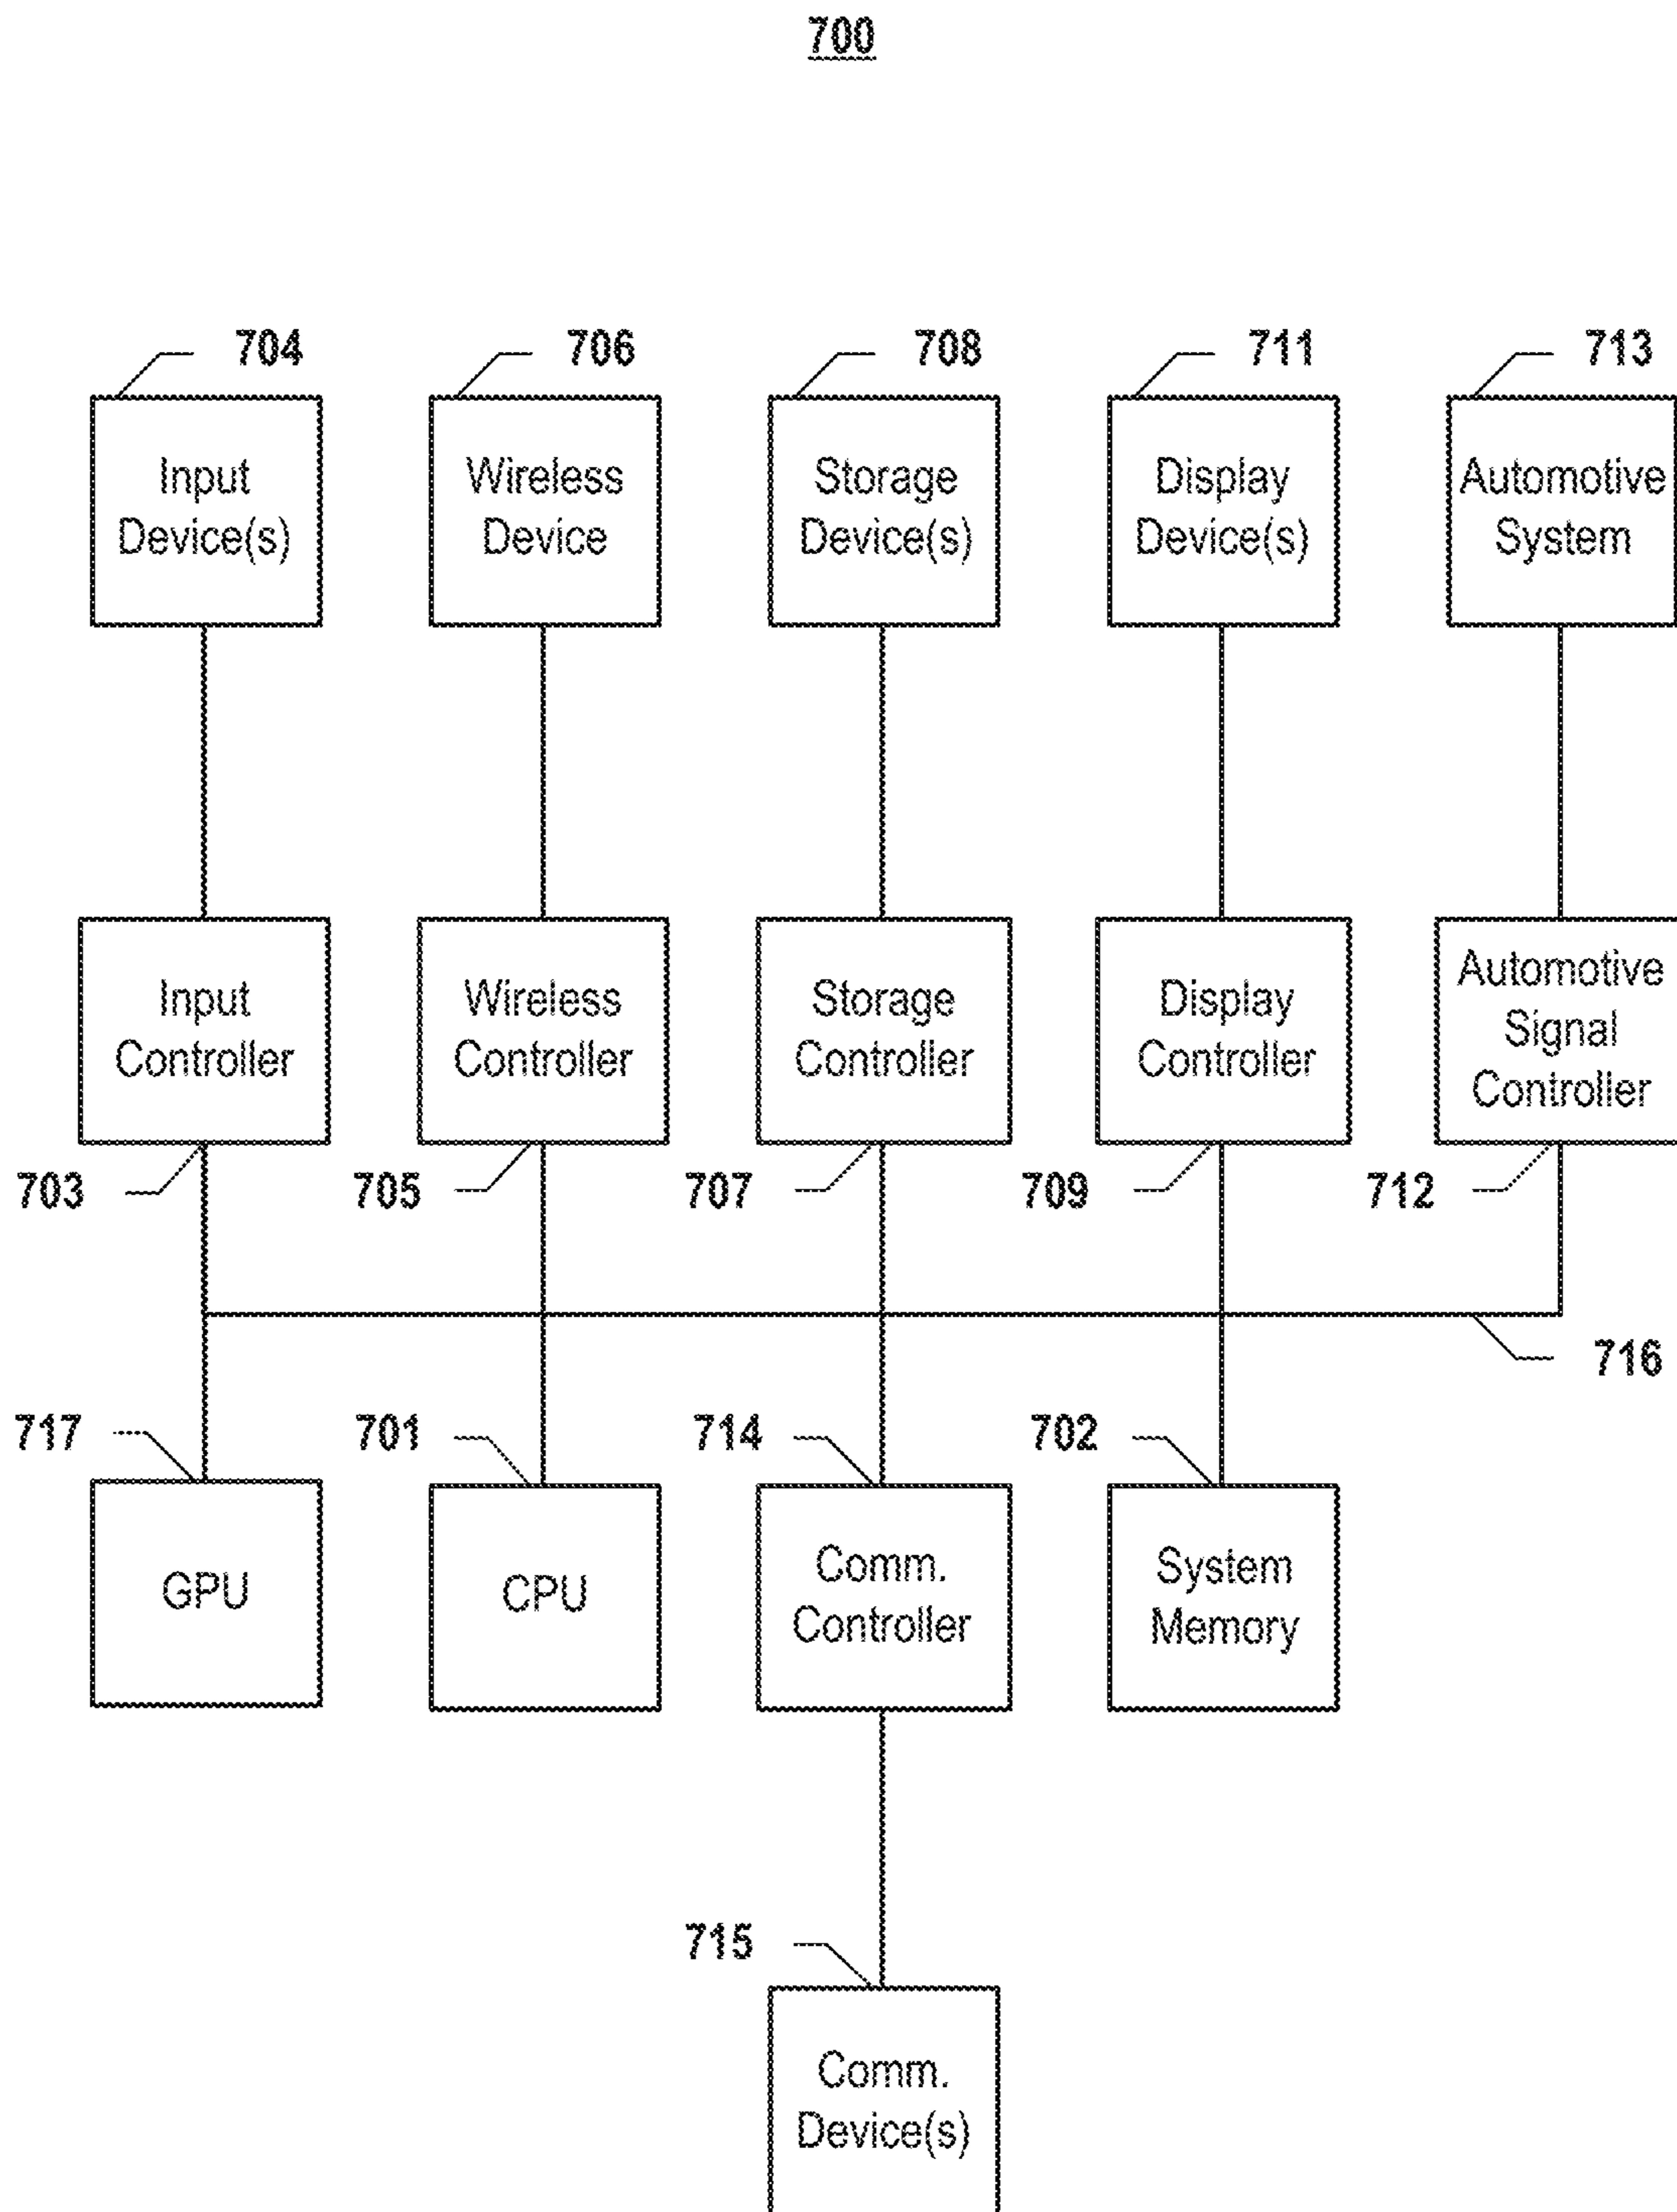 700
704
706
708
711
713
Input
Device(s)
Wireless
Device
Storage
Device(s)
Display
Device(s)
Automotive
System
Input
Controller
Wireless
Controller
Storage
Controller
Display
Controller
Automotive
Signal
Controller
703
705
707
709
712
716
717
701
714
702
GPU
CPU
Comm.
Controller
System
Memory
715
Comm.
Device(s)